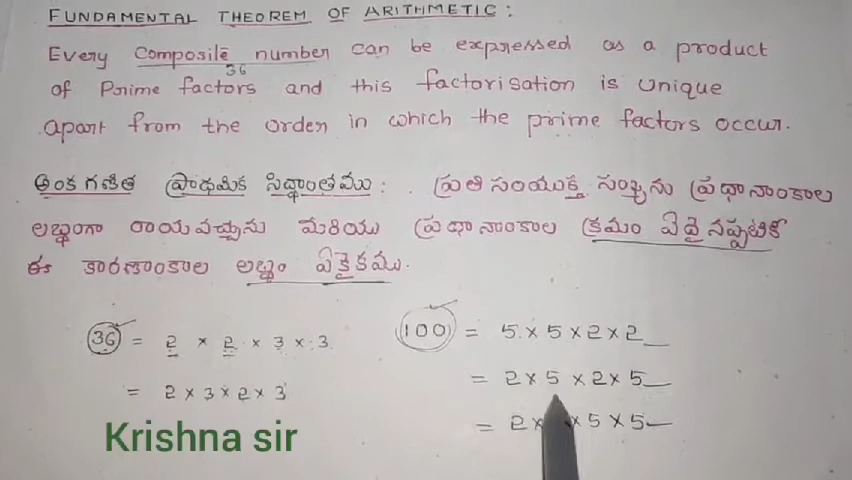 FUNDAMENTAL THEOREM OF ARITHMETIC :
Every Composite number can be expressed as a product
36
of Prime factors and this factorisation is unique
apart from the order in which the prime factors occur.
అంకగణిత ప్రాథమిక సిద్ధాంతము : ప్రతి సంయుక్త సంఖ్యను ప్రధానాంకాల
లబ్ధంగా రాయవచ్చును మరియు ప్రధానాంకాల క్రమం ఏదైనప్పటికీ
ఈ కారణాంకాల లబ్ధం ఏకైకము.
36 = 2 × 2 × 3 × 3 100 = 5 × 5 × 2 × 2
= 2 × 3 × 2 × 3 = 2 × 5 × 2 × 5
= 2 × × 5 × 5
Krishna sir